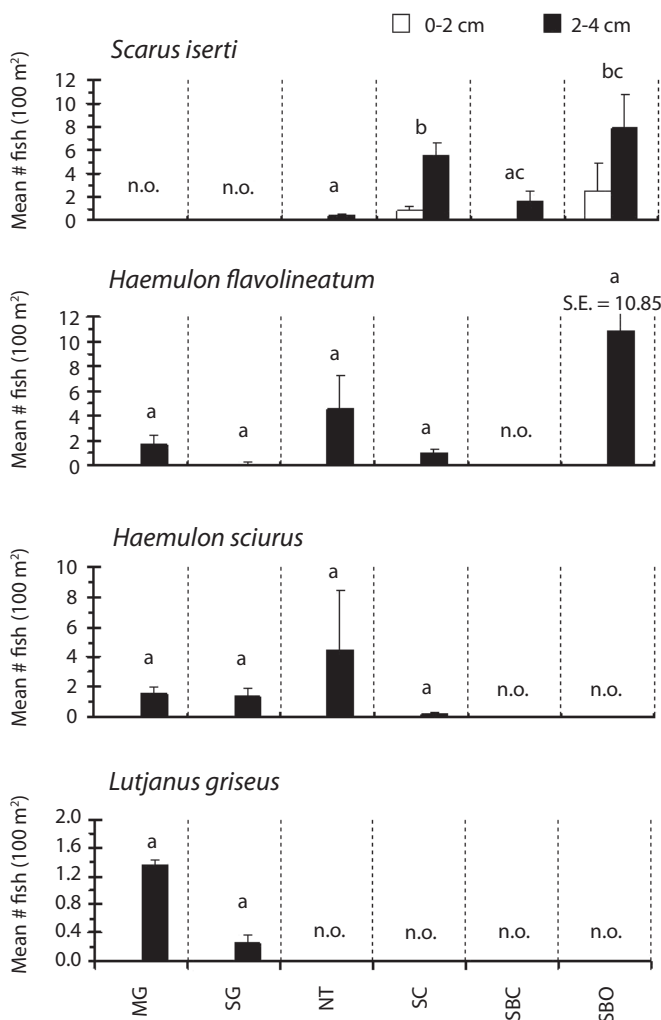 0-2 cm 2-4 cm
Scarus iserti
Mean # fish (100 m²)
12
10
8
6
4
2
0
n.o. n.o. a b ac bc
Haemulon flavolineatum
Mean # fish (100 m²)
12
10
8
6
4
2
0
a a a a n.o. a
S.E. = 10.85
Haemulon sciurus
Mean # fish (100 m²)
10
8
6
4
2
0
a a a a n.o. n.o.
Lutjanus griseus
Mean # fish (100 m²)
2.0
1.6
1.2
0.8
0.4
0.0
a a n.o. n.o. n.o. n.o.
MG SG NT SC SBC SBO